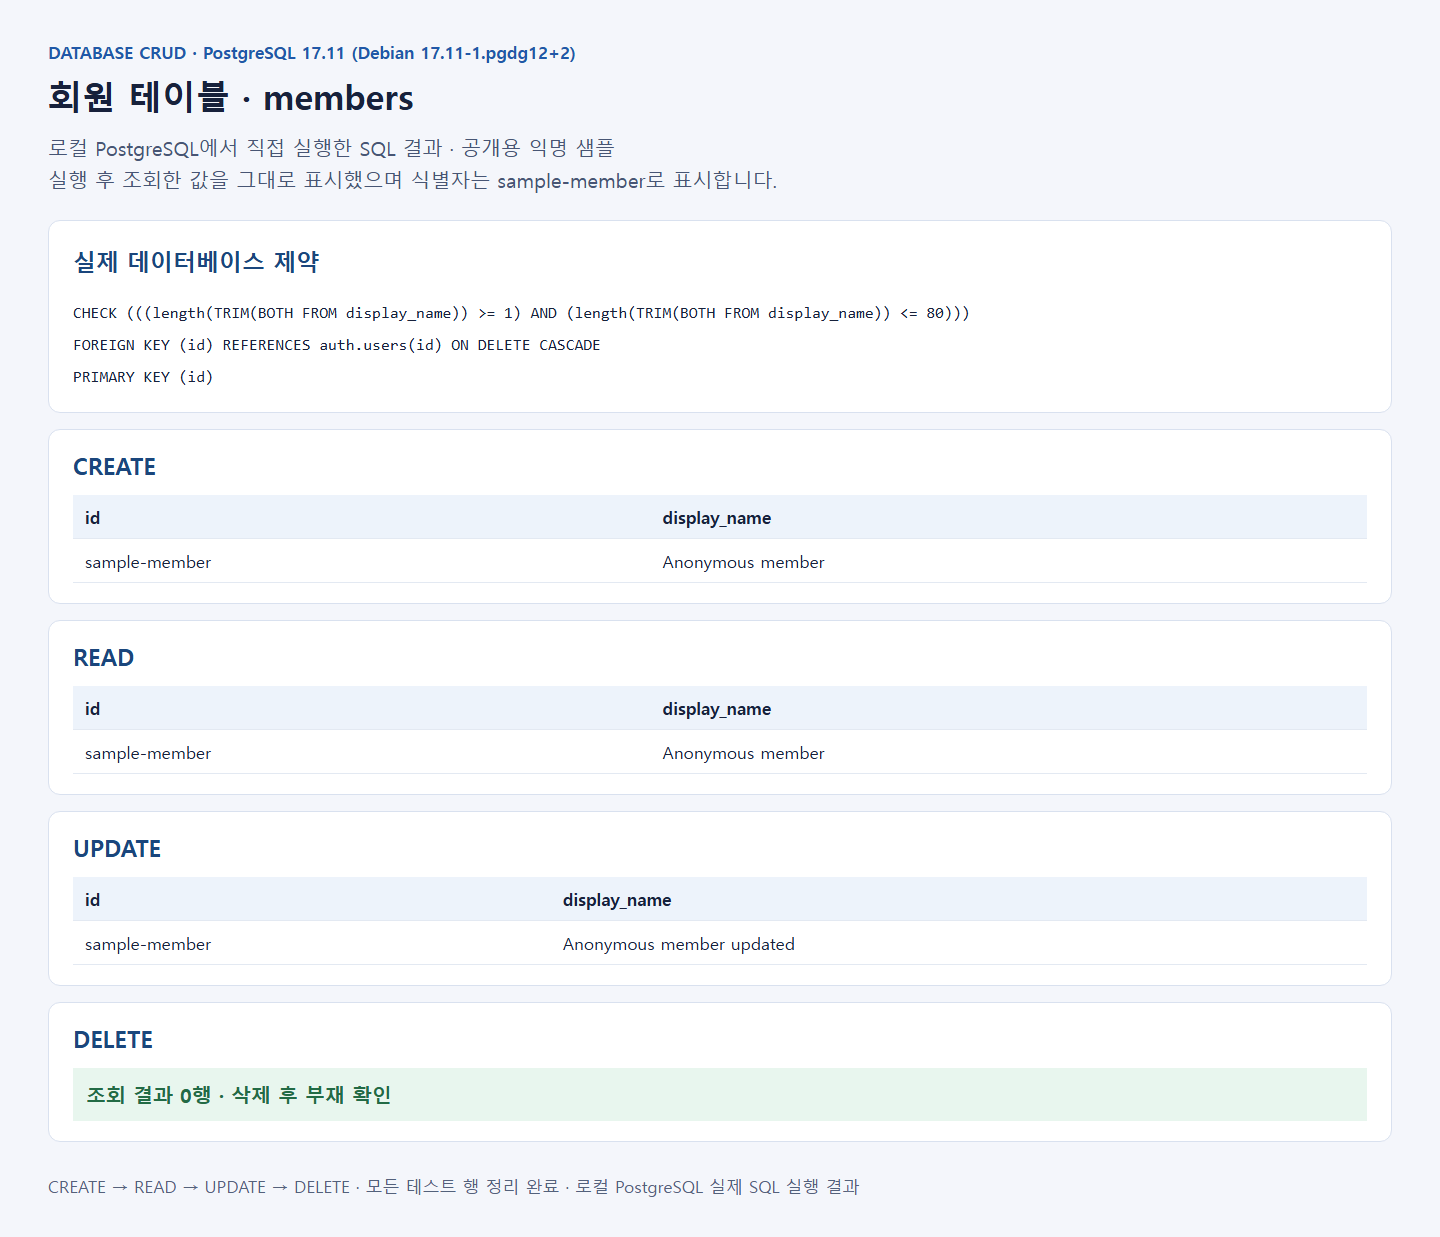 DATABASE CRUD · PostgreSQL 17.11 (Debian 17.11-1.pgdg12+2)
회원 테이블 · members
로컬 PostgreSQL에서 직접 실행한 SQL 결과 · 공개용 익명 샘플
실행 후 조회한 값을 그대로 표시했으며 식별자는 sample-member로 표시합니다.
실제 데이터베이스 제약
CHECK (((length(TRIM(BOTH FROM display_name)) >= 1) AND (length(TRIM(BOTH FROM display_name)) <= 80)))
FOREIGN KEY (id) REFERENCES auth.users(id) ON DELETE CASCADE
PRIMARY KEY (id)
CREATE
id display_name
sample-member Anonymous member
READ
id display_name
sample-member Anonymous member
UPDATE
id display_name
sample-member Anonymous member updated
DELETE
조회 결과 0행 · 삭제 후 부재 확인
CREATE → READ → UPDATE → DELETE · 모든 테스트 행 정리 완료 · 로컬 PostgreSQL 실제 SQL 실행 결과